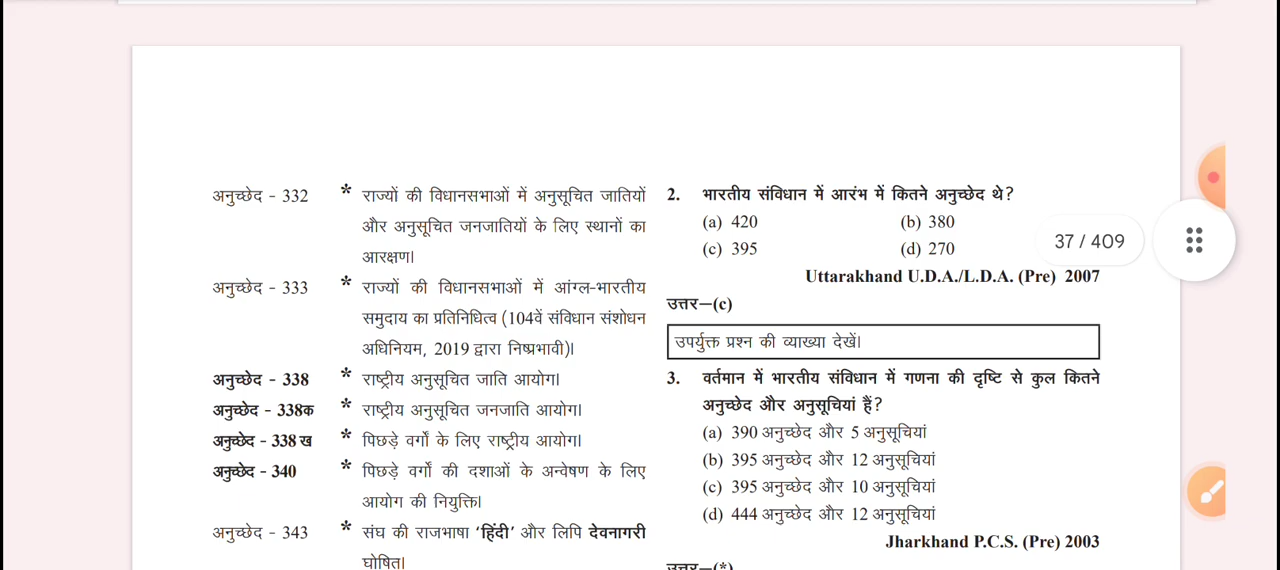 अनुच्छेद - 332 * राज्यों की विधानसभाओं में अनुसूचित जातियों
और अनुसूचित जनजातियों के लिए स्थानों का
आरक्षण।
अनुच्छेद - 333 * राज्यों की विधानसभाओं में आंग्ल-भारतीय
समुदाय का प्रतिनिधित्व (104वें संविधान संशोधन
अधिनियम, 2019 द्वारा निष्प्रभावी)।
अनुच्छेद - 338 * राष्ट्रीय अनुसूचित जाति आयोग।
अनुच्छेद - 338क * राष्ट्रीय अनुसूचित जनजाति आयोग।
अनुच्छेद - 338ख * पिछड़े वर्गों के लिए राष्ट्रीय आयोग।
अनुच्छेद - 340 * पिछड़े वर्गों की दशाओं के अन्वेषण के लिए
आयोग की नियुक्ति।
अनुच्छेद - 343 * संघ की राजभाषा ‘हिंदी’ और लिपि देवनागरी
घोषित।
2. भारतीय संविधान में आरंभ में कितने अनुच्छेद थे?
(a) 420 (b) 380
(c) 395 (d) 270
Uttarakhand U.D.A./L.D.A. (Pre) 2007
उत्तर–(c)
उपर्युक्त प्रश्न की व्याख्या देखें।
3. वर्तमान में भारतीय संविधान में गणना की दृष्टि से कुल कितने
अनुच्छेद और अनुसूचियां हैं?
(a) 390 अनुच्छेद और 5 अनुसूचियां
(b) 395 अनुच्छेद और 12 अनुसूचियां
(c) 395 अनुच्छेद और 10 अनुसूचियां
(d) 444 अनुच्छेद और 12 अनुसूचियां
Jharkhand P.C.S. (Pre) 2003
उत्तर–(*)
37 / 409